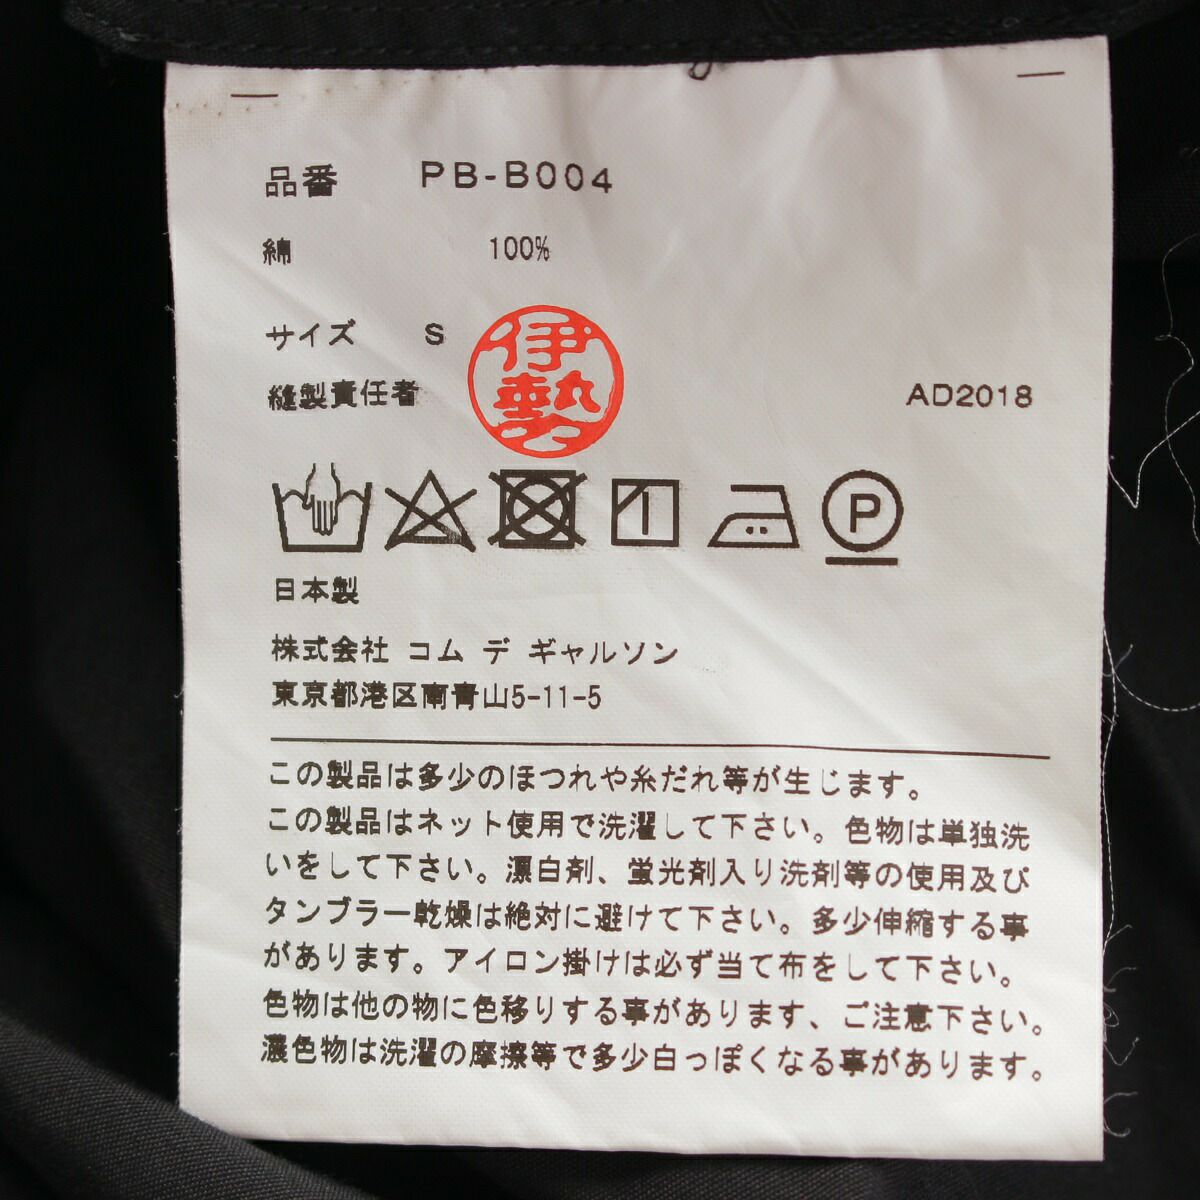 品番 PB-B004
綿 100%
サイズ S
伊勢
縫製責任者
AD2018
P
日本製
株式会社 コム デ ギャルソン
東京都港区南青山5-11-5
この製品は多少のほつれや糸だれ等が生じます。
この製品はネット使用で洗濯して下さい。色物は単独洗
いをして下さい。漂白剤、蛍光剤入り洗剤等の使用及び
タンブラー乾燥は絶対に避けて下さい。多少伸縮する事
があります。アイロン掛けは必ず当て布をして下さい。
色物は他の物に色移りする事があります、ご注意下さい。
濃色物は洗濯の摩擦等で多少白っぽくなる事があります。